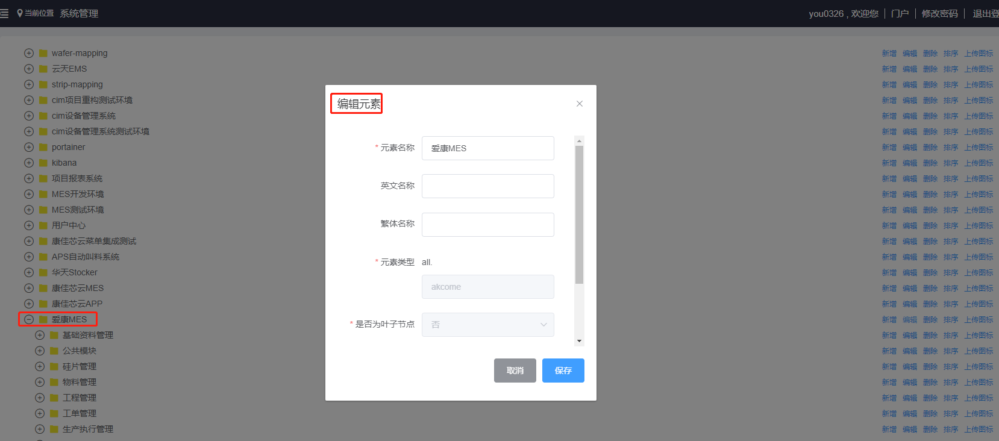 当前位置 系统管理 you0326 , 欢迎您 门户 修改密码 退出登
wafer-mapping 新增 编辑 删除 排序 上传图标
云天EMS 新增 编辑 删除 排序 上传图标
strip-mapping 新增 编辑 删除 排序 上传图标
cim项目重构测试环境 新增 编辑 删除 排序 上传图标
cim设备管理系统 新增 编辑 删除 排序 上传图标
cim设备管理系统测试环境 新增 编辑 删除 排序 上传图标
portainer 新增 编辑 删除 排序 上传图标
kibana 新增 编辑 删除 排序 上传图标
项目报表系统 新增 编辑 删除 排序 上传图标
MES开发环境 新增 编辑 删除 排序 上传图标
MES测试环境 新增 编辑 删除 排序 上传图标
用户中心 新增 编辑 删除 排序 上传图标
康佳芯云菜单集成测试 新增 编辑 删除 排序 上传图标
APS自动叫料系统 新增 编辑 删除 排序 上传图标
华天Stocker 新增 编辑 删除 排序 上传图标
康佳芯云MES 新增 编辑 删除 排序 上传图标
康佳芯云APP 新增 编辑 删除 排序 上传图标
爱康MES 新增 编辑 删除 排序 上传图标
基础资料管理 新增 编辑 删除 排序 上传图标
公共模块 新增 编辑 删除 排序 上传图标
硅片管理 新增 编辑 删除 排序 上传图标
物料管理 新增 编辑 删除 排序 上传图标
工程管理 新增 编辑 删除 排序 上传图标
工单管理 新增 编辑 删除 排序 上传图标
生产执行管理 新增 编辑 删除 排序 上传图标
编辑元素
* 元素名称 爱康MES
英文名称
繁体名称
* 元素类型 all.
akcome
* 是否为叶子节点 否
取消 保存